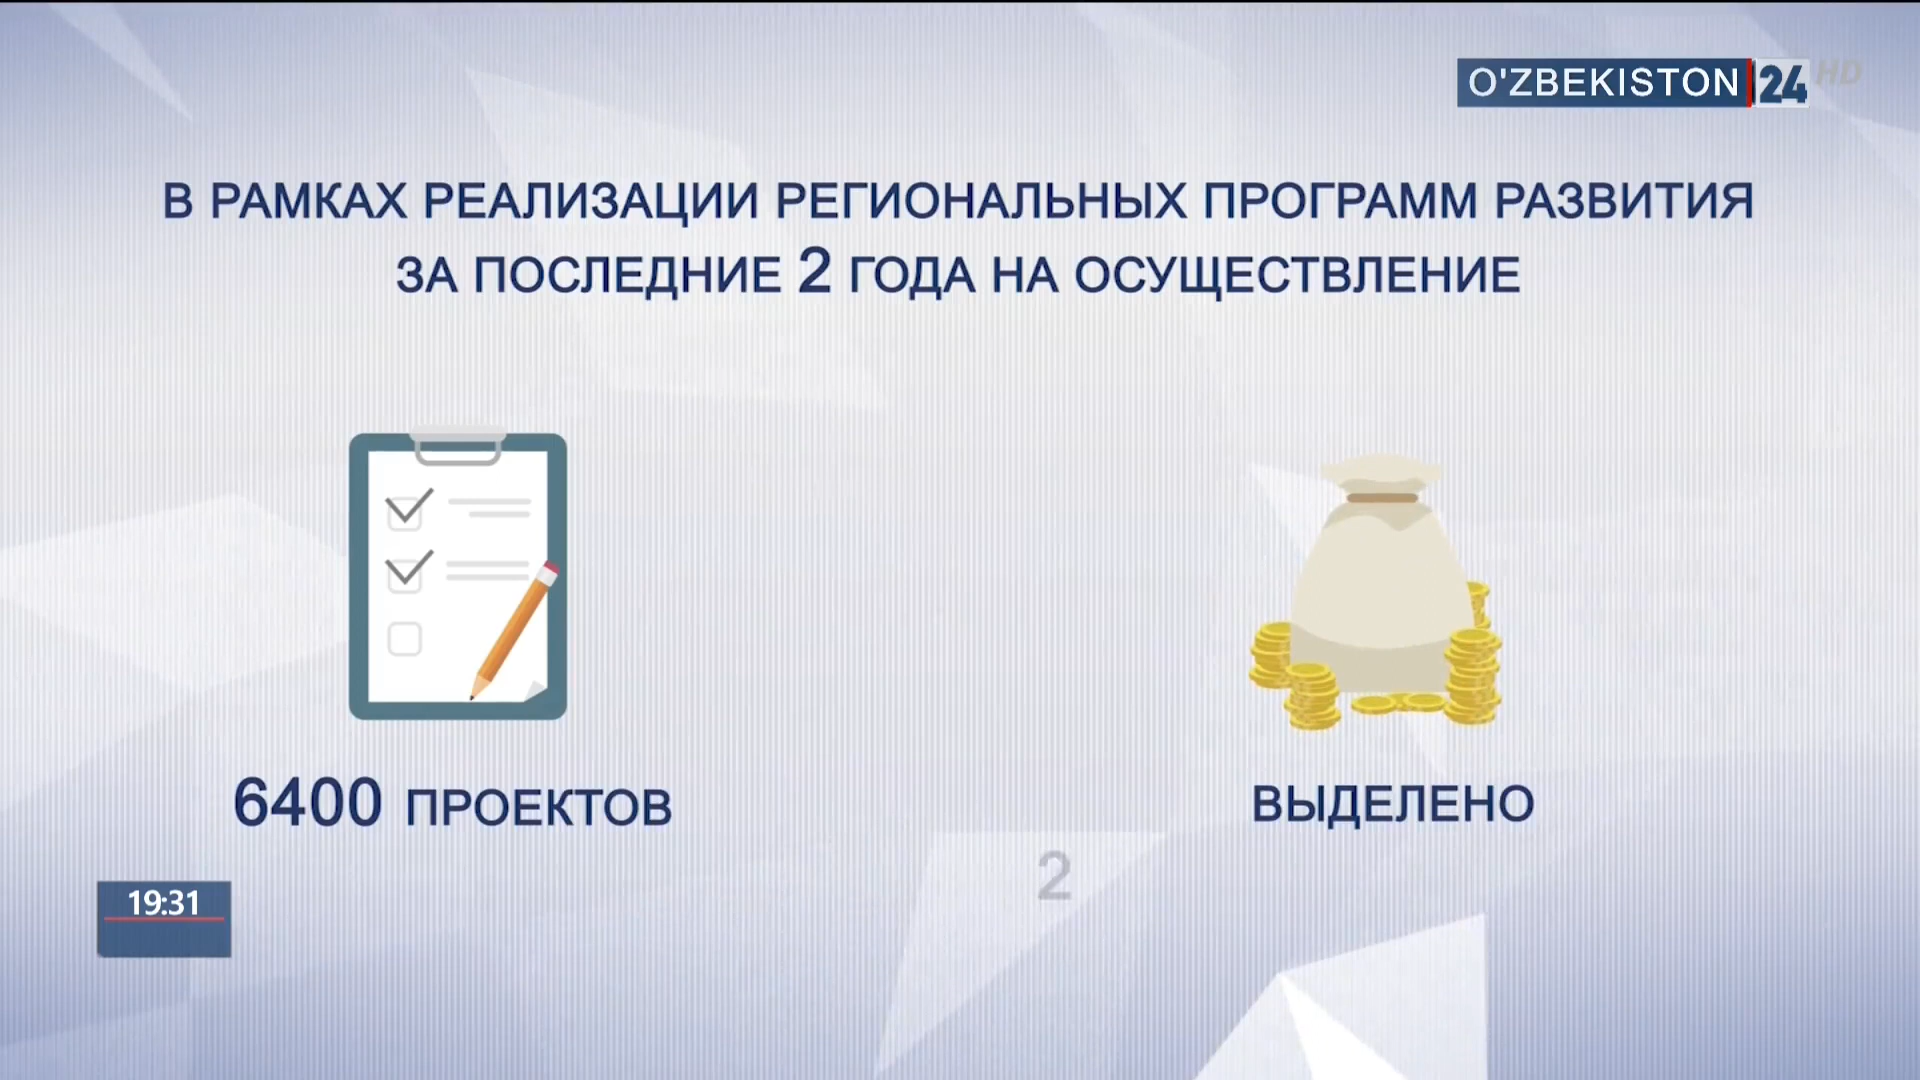 O'ZBEKISTON 24 HD
В РАМКАХ РЕАЛИЗАЦИИ РЕГИОНАЛЬНЫХ ПРОГРАММ РАЗВИТИЯ
ЗА ПОСЛЕДНИЕ 2 ГОДА НА ОСУЩЕСТВЛЕНИЕ
6400 ПРОЕКТОВ
ВЫДЕЛЕНО
2
19:31